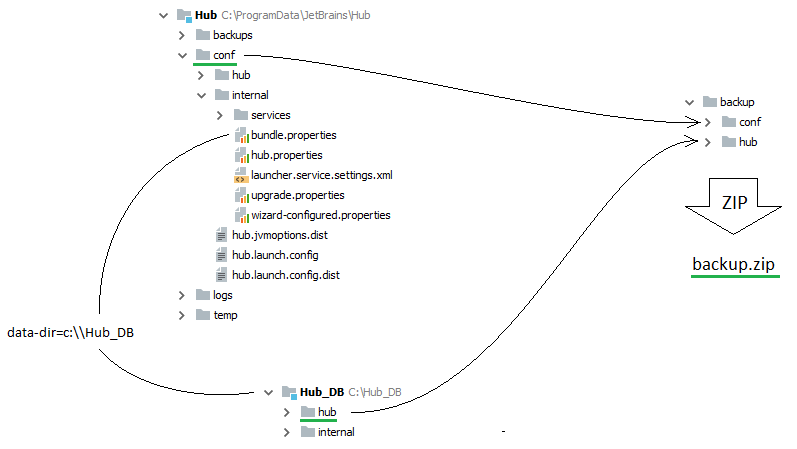 Hub C:\ProgramData\JetBrains\Hub
backups
conf
hub
internal
services
bundle.properties
hub.properties
launcher.service.settings.xml
upgrade.properties
wizard-configured.properties
hub.jvmoptions.dist
hub.launch.config
hub.launch.config.dist
logs
temp
data-dir=c:\\Hub_DB
Hub_DB C:\Hub_DB
hub
internal
backup
conf
hub
ZIP
backup.zip